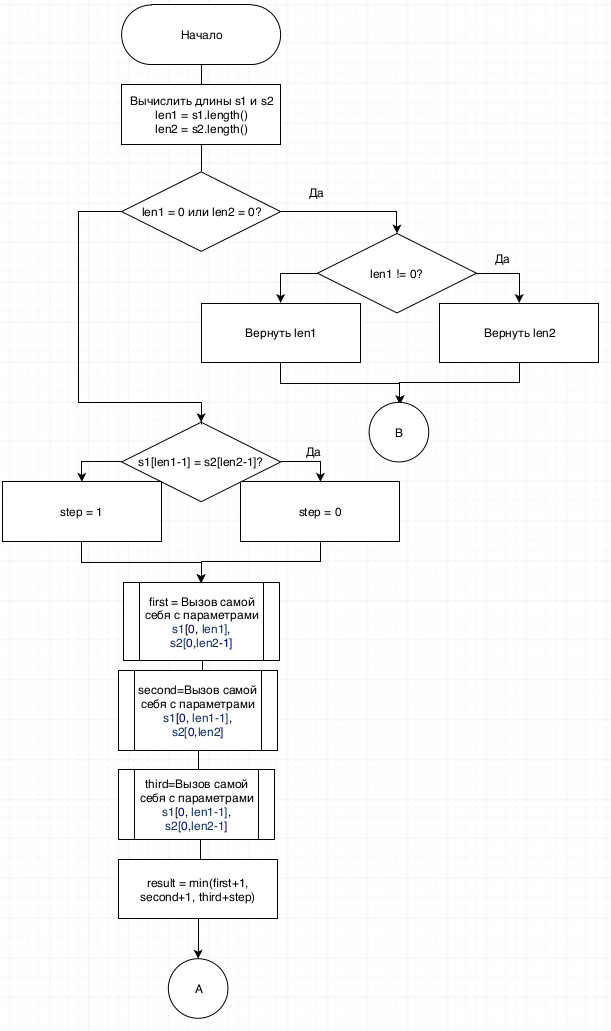 Начало
Вычислить длины s1 и s2
len1 = s1.length()
len2 = s2.length()
Да
len1 = 0 или len2 = 0?
Да
len1 != 0?
Вернуть len1
Вернуть len2
B
Да
s1[len1-1] = s2[len2-1]?
step = 1
step = 0
first = Вызов самой
себя с параметрами
s1[0, len1],
s2[0,len2-1]
second=Вызов самой
себя с параметрами
s1[0, len1-1],
s2[0,len2]
third=Вызов самой
себя с параметрами
s1[0, len1-1],
s2[0,len2-1]
result = min(first+1,
second+1, third+step)
A